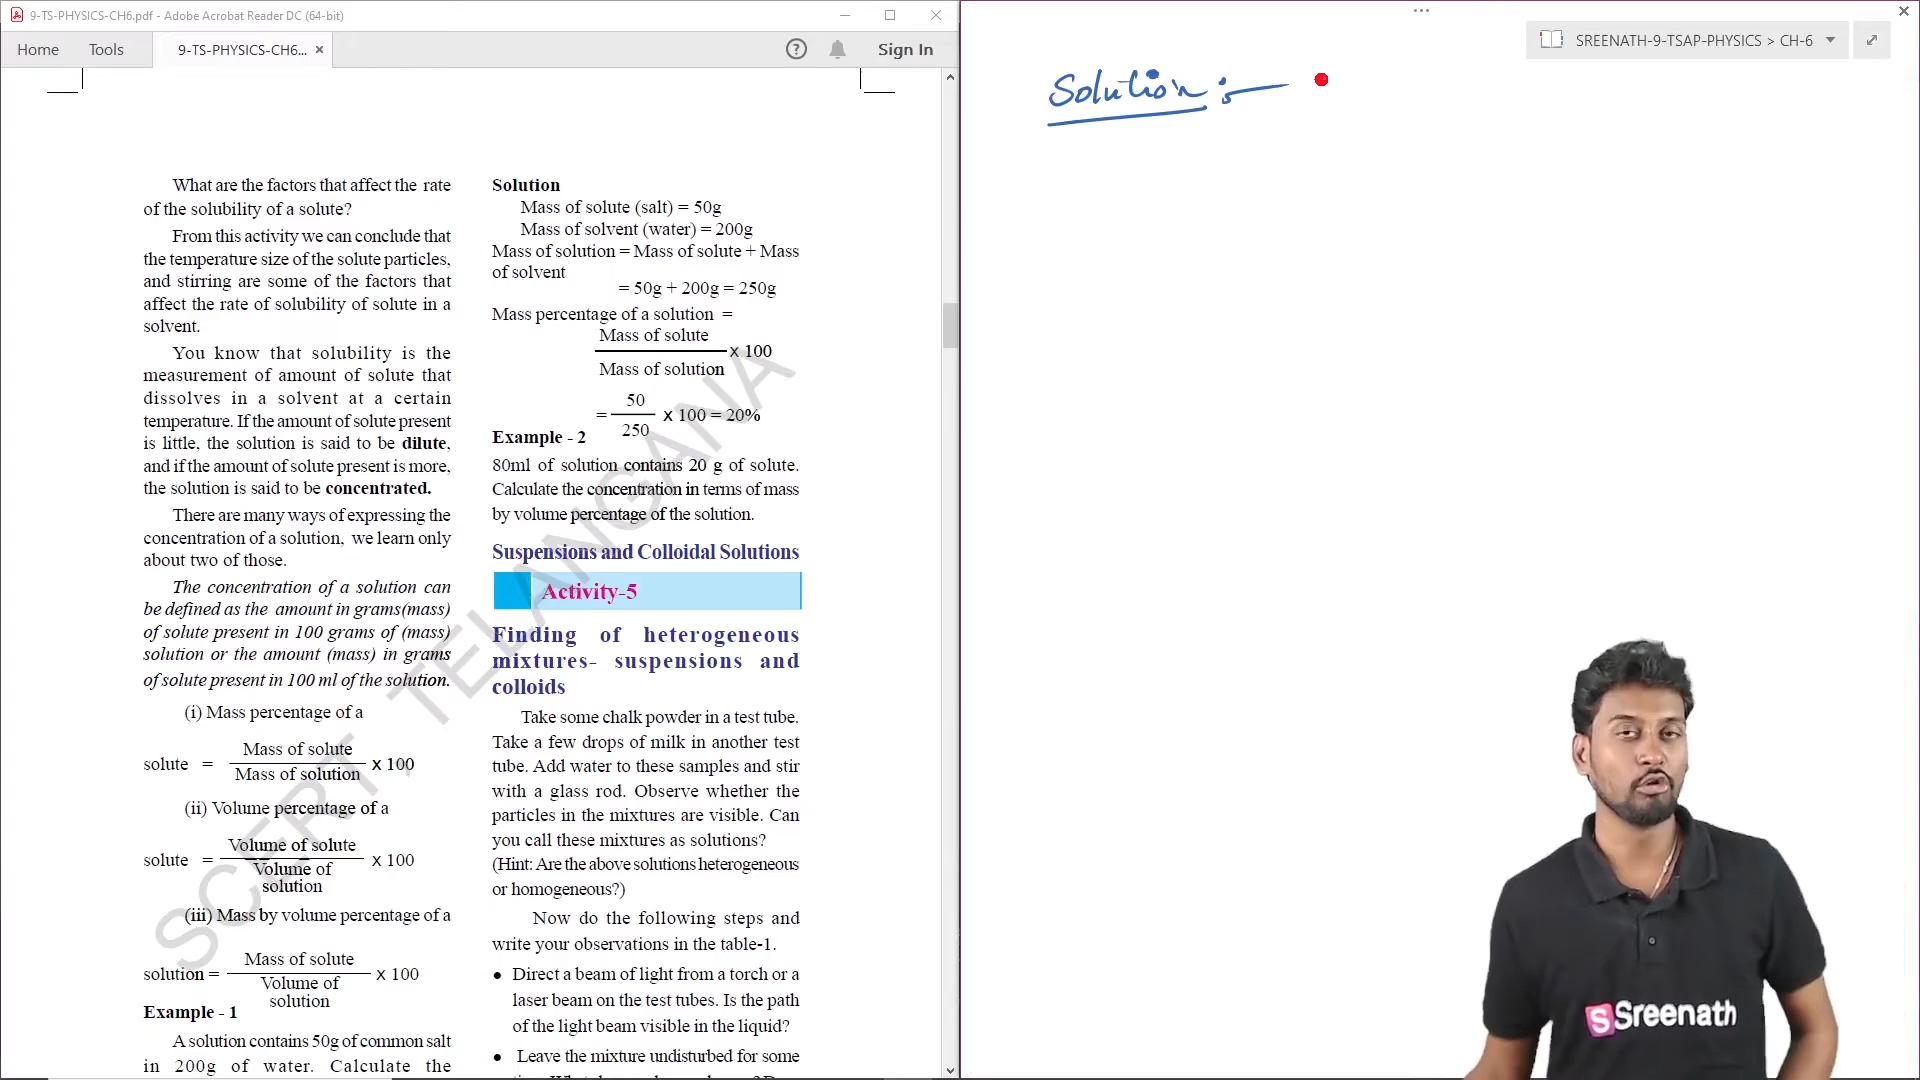 9-TS-PHYSICS-CH6.pdf - Adobe Acrobat Reader DC (64-bit)
Home Tools 9-TS-PHYSICS-CH6... × Sign In
What are the factors that affect the rate
of the solubility of a solute?
From this activity we can conclude that
the temperature size of the solute particles,
and stirring are some of the factors that
affect the rate of solubility of solute in a
solvent.
You know that solubility is the
measurement of amount of solute that
dissolves in a solvent at a certain
temperature. If the amount of solute present
is little, the solution is said to be dilute,
and if the amount of solute present is more,
the solution is said to be concentrated.
There are many ways of expressing the
concentration of a solution, we learn only
about two of those.
The concentration of a solution can
be defined as the amount in grams(mass)
of solute present in 100 grams of (mass)
solution or the amount (mass) in grams
of solute present in 100 ml of the solution.
(i) Mass percentage of a
Mass of solute
solute = x 100
Mass of solution
(ii) Volume percentage of a
Volume of solute
solute = x 100
Volume of
solution
(iii) Mass by volume percentage of a
Mass of solute
solution = x 100
Volume of
solution
Example - 1
A solution contains 50g of common salt
in 200g of water. Calculate the
Solution
Mass of solute (salt) = 50g
Mass of solvent (water) = 200g
Mass of solution = Mass of solute + Mass
of solvent
= 50g + 200g = 250g
Mass percentage of a solution =
Mass of solute
x 100
Mass of solution
50
= x 100 = 20%
250
Example - 2
80ml of solution contains 20 g of solute.
Calculate the concentration in terms of mass
by volume percentage of the solution.
Suspensions and Colloidal Solutions
Activity-5
Finding of heterogeneous
mixtures- suspensions and
colloids
Take some chalk powder in a test tube.
Take a few drops of milk in another test
tube. Add water to these samples and stir
with a glass rod. Observe whether the
particles in the mixtures are visible. Can
you call these mixtures as solutions?
(Hint: Are the above solutions heterogeneous
or homogeneous?)
Now do the following steps and
write your observations in the table-1.
• Direct a beam of light from a torch or a
laser beam on the test tubes. Is the path
of the light beam visible in the liquid?
• Leave the mixture undisturbed for some
SCERT, TELANGANA
SREENATH-9-TSAP-PHYSICS > CH-6
Solution :-
Sreenath